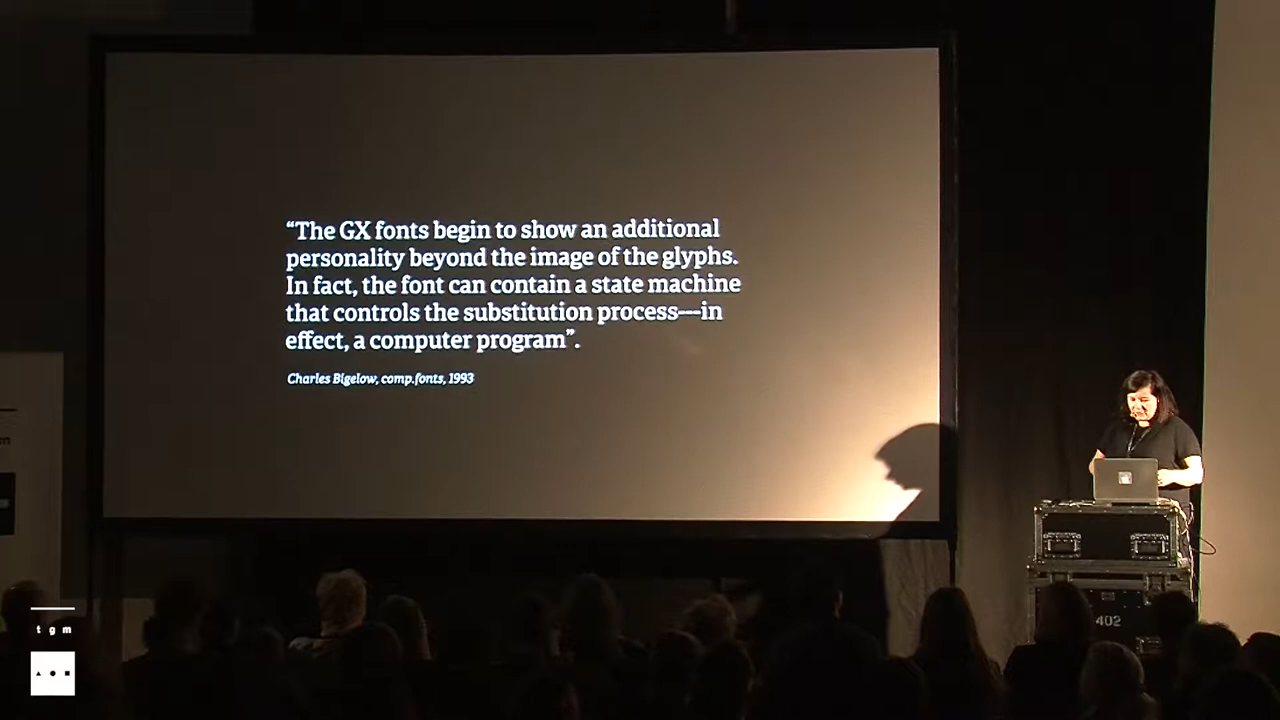 “The GX fonts begin to show an additional
personality beyond the image of the glyphs.
In fact, the font can contain a state machine
that controls the substitution process---in
effect, a computer program”.
Charles Bigelow, comp.fonts, 1993
402
t g m